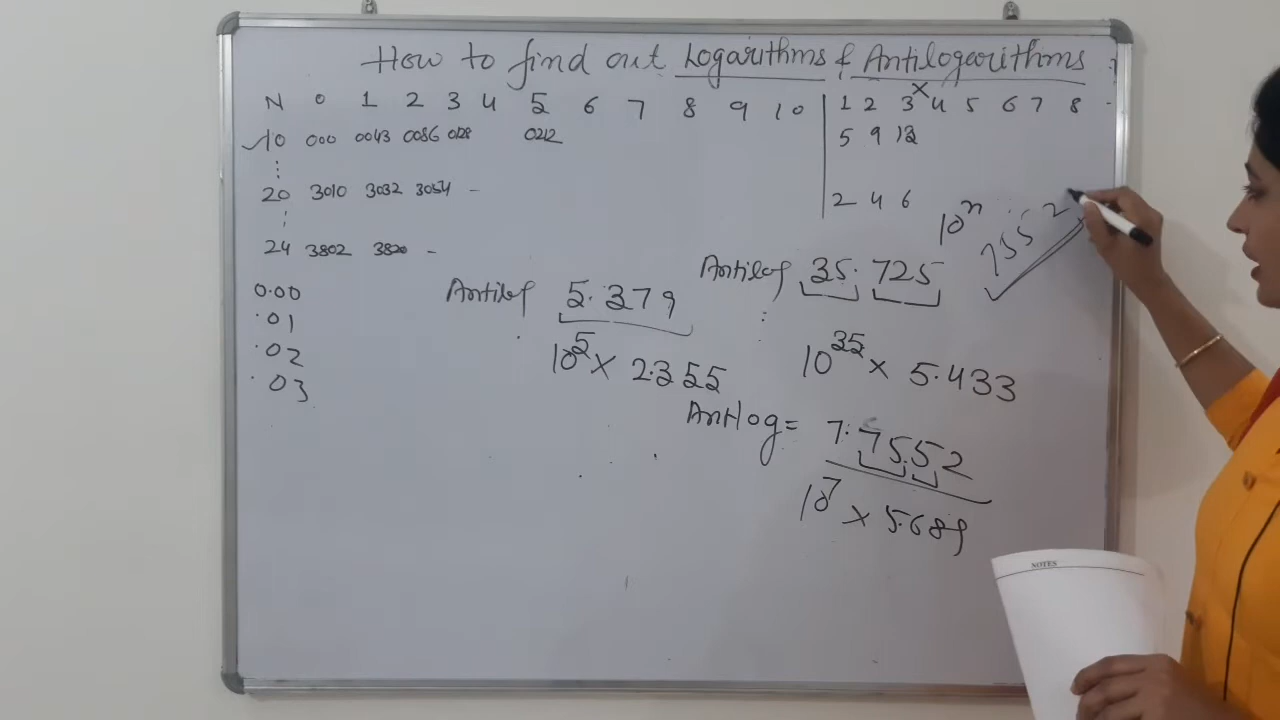 How to find out Logarithms & Antilogarithms
N 0 1 2 3 4 5 6 7 8 9 10 1 2 3 4 5 6 7 8
10 000 0043 0086 0128 0212 5 9 12
20 3010 3032 3054 2 4 6
24 3802 3820
0.00
.01
.02
.03
Antilog 5.379
10^5 × 2.355
10^n
7552
Antilog 35.725
10^35 × 5.433
Antilog = 7.7552
10^7 × 5.689
NOTES